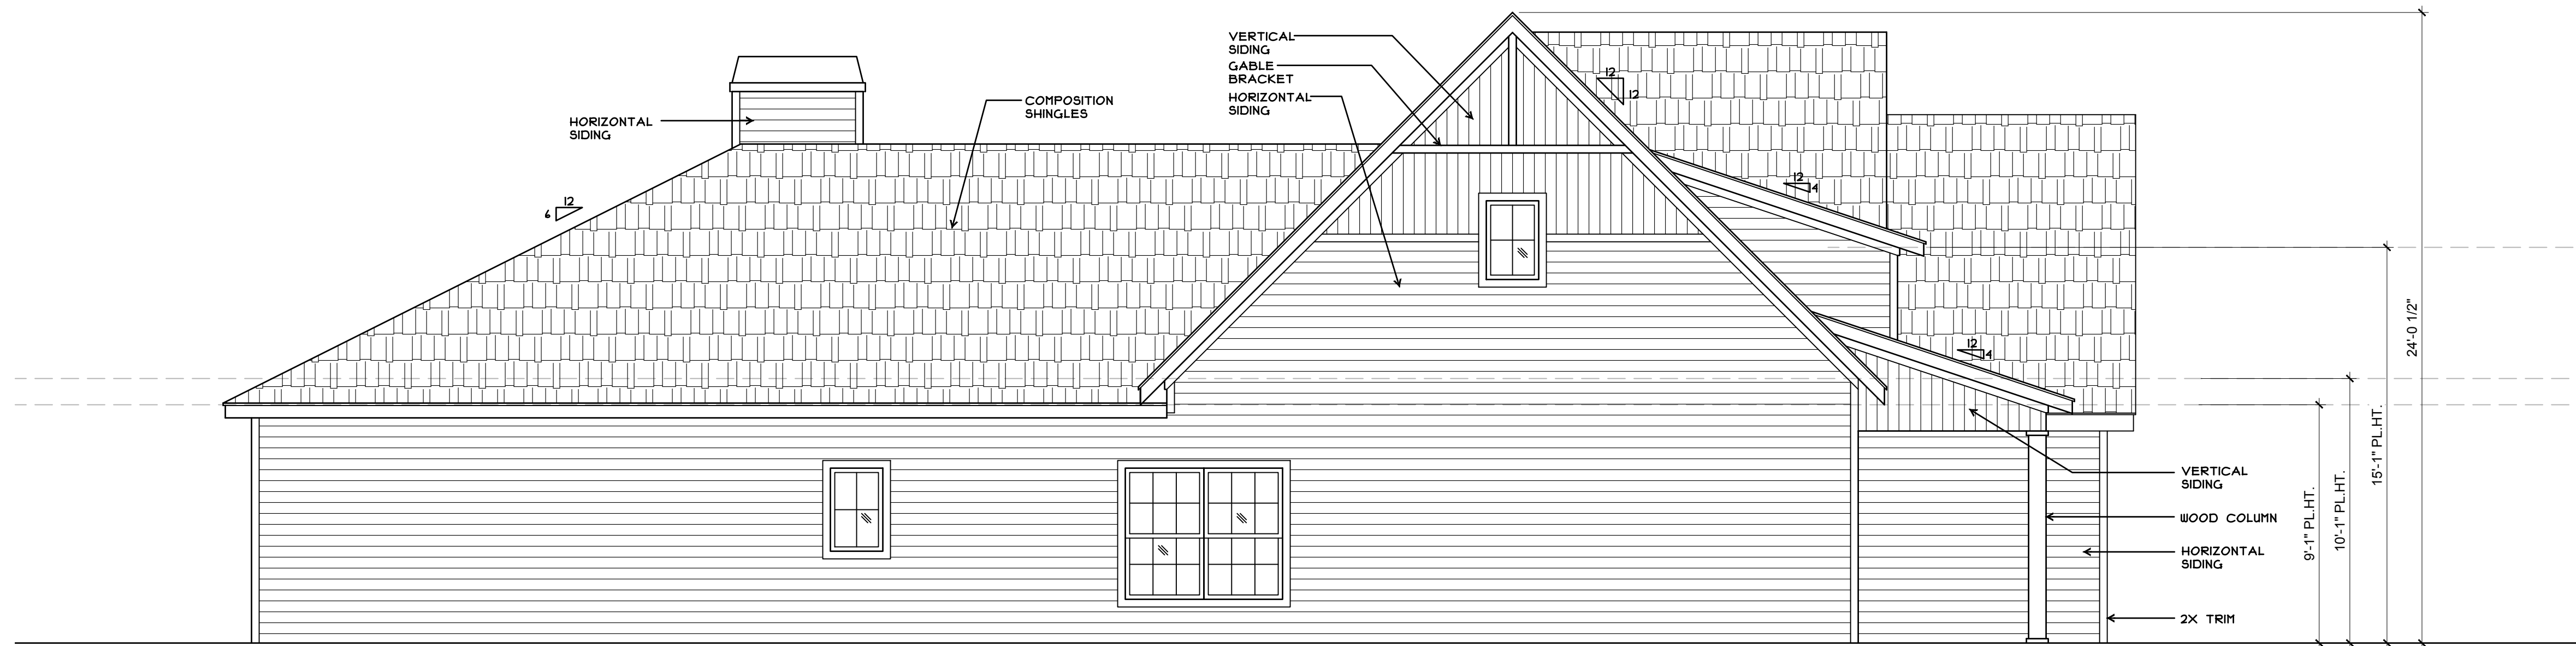 VERTICAL
SIDING
GABLE
BRACKET
HORIZONTAL
SIDING
COMPOSITION
SHINGLES
HORIZONTAL
SIDING
12
12
12
4
12
6
12
4
24'-0 1/2"
15'-1" PL.HT.
10'-1" PL.HT.
9'-1" PL.HT.
VERTICAL
SIDING
WOOD COLUMN
HORIZONTAL
SIDING
2X TRIM